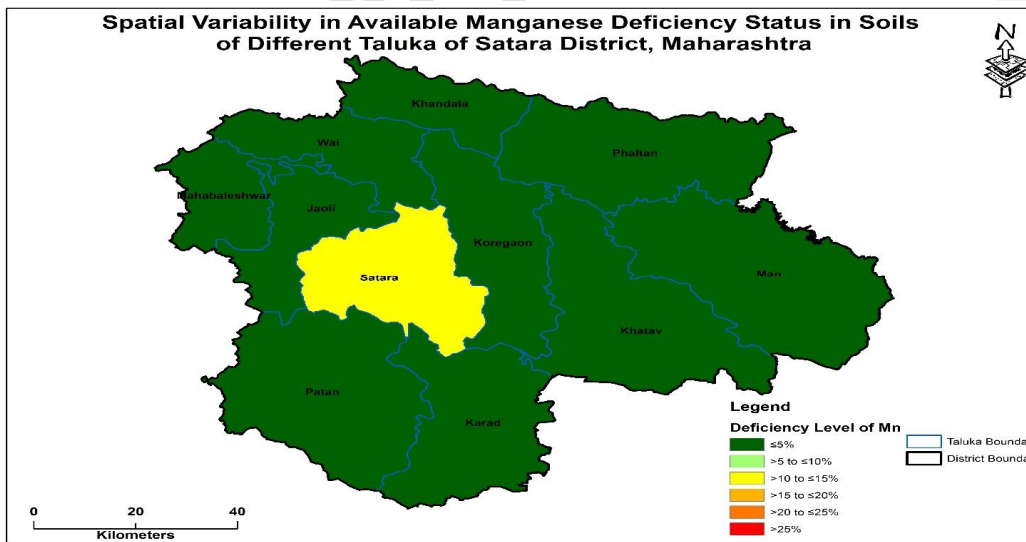 Spatial Variability in Available Manganese Deficiency Status in Soils
of Different Taluka of Satara District, Maharashtra
N
Khandala
Wai
Phaltan
Mahabaleshwar
Jaoli
Koregaon
Man
Satara
Khatav
Patan
Karad
Legend
Deficiency Level of Mn
≤5%
>5 to ≤10%
>10 to ≤15%
>15 to ≤20%
>20 to ≤25%
>25%
Taluka Bounda
District Bounda
0 20 40
Kilometers